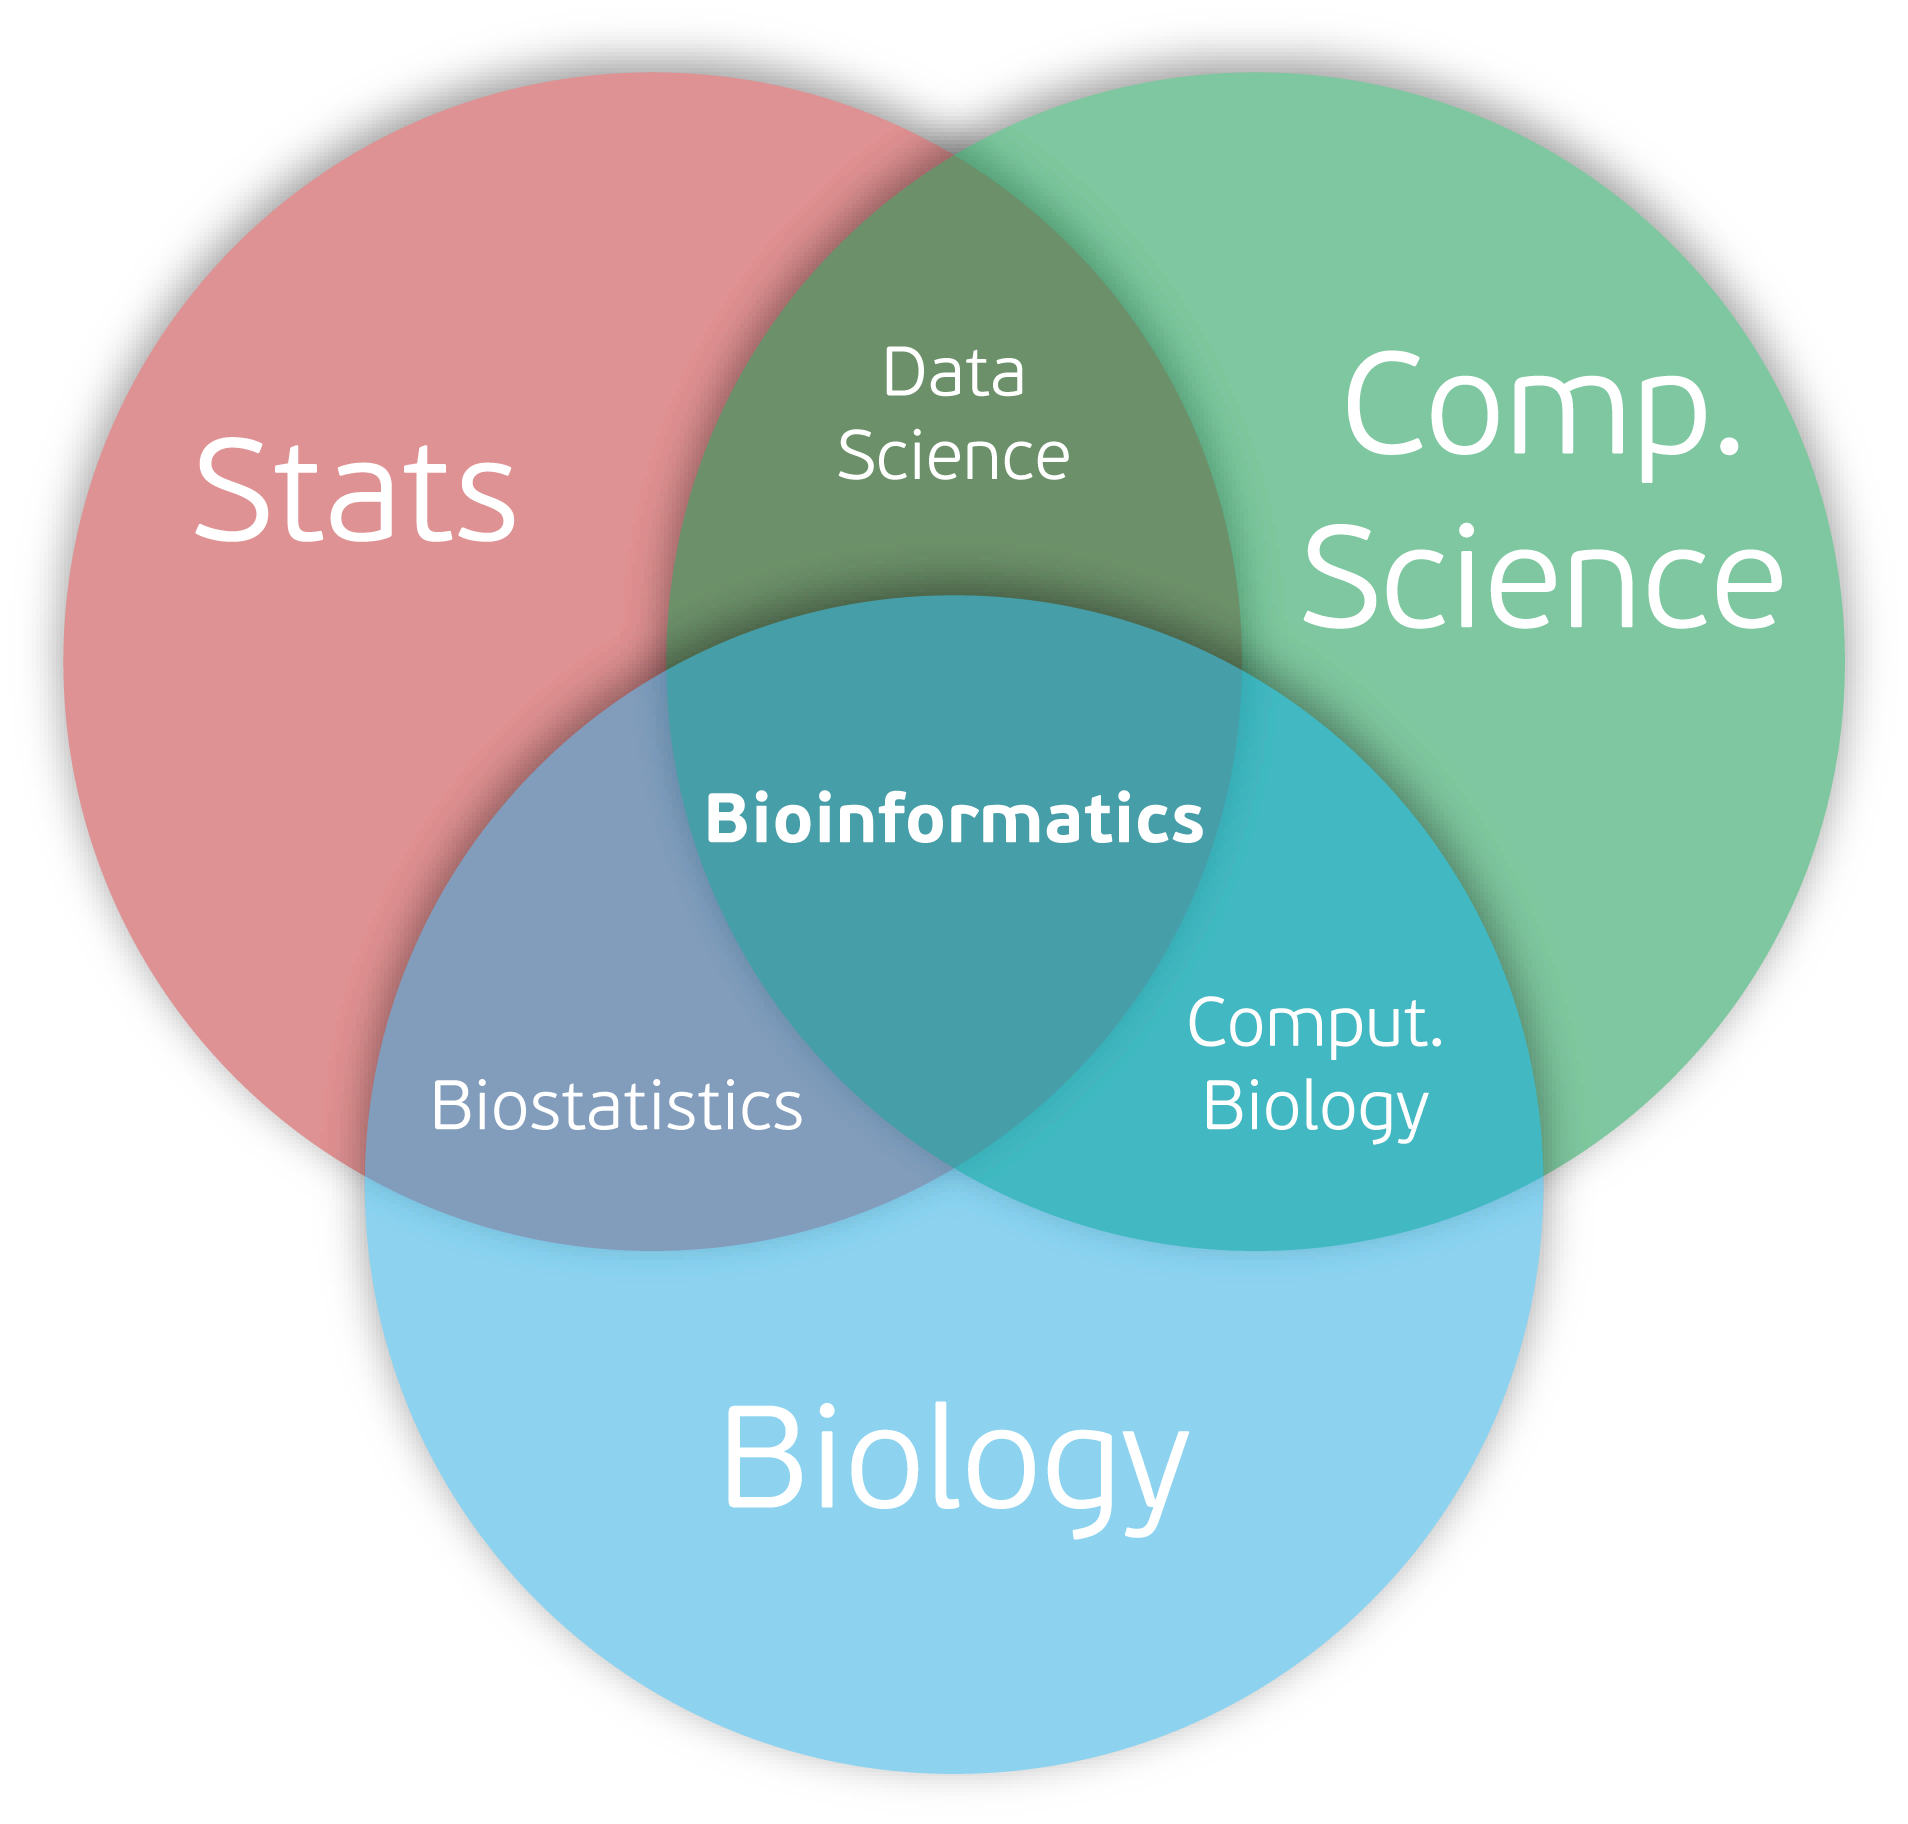 Stats
Data
Science
Comp.
Science
Bioinformatics
Biostatistics
Comput.
Biology
Biology